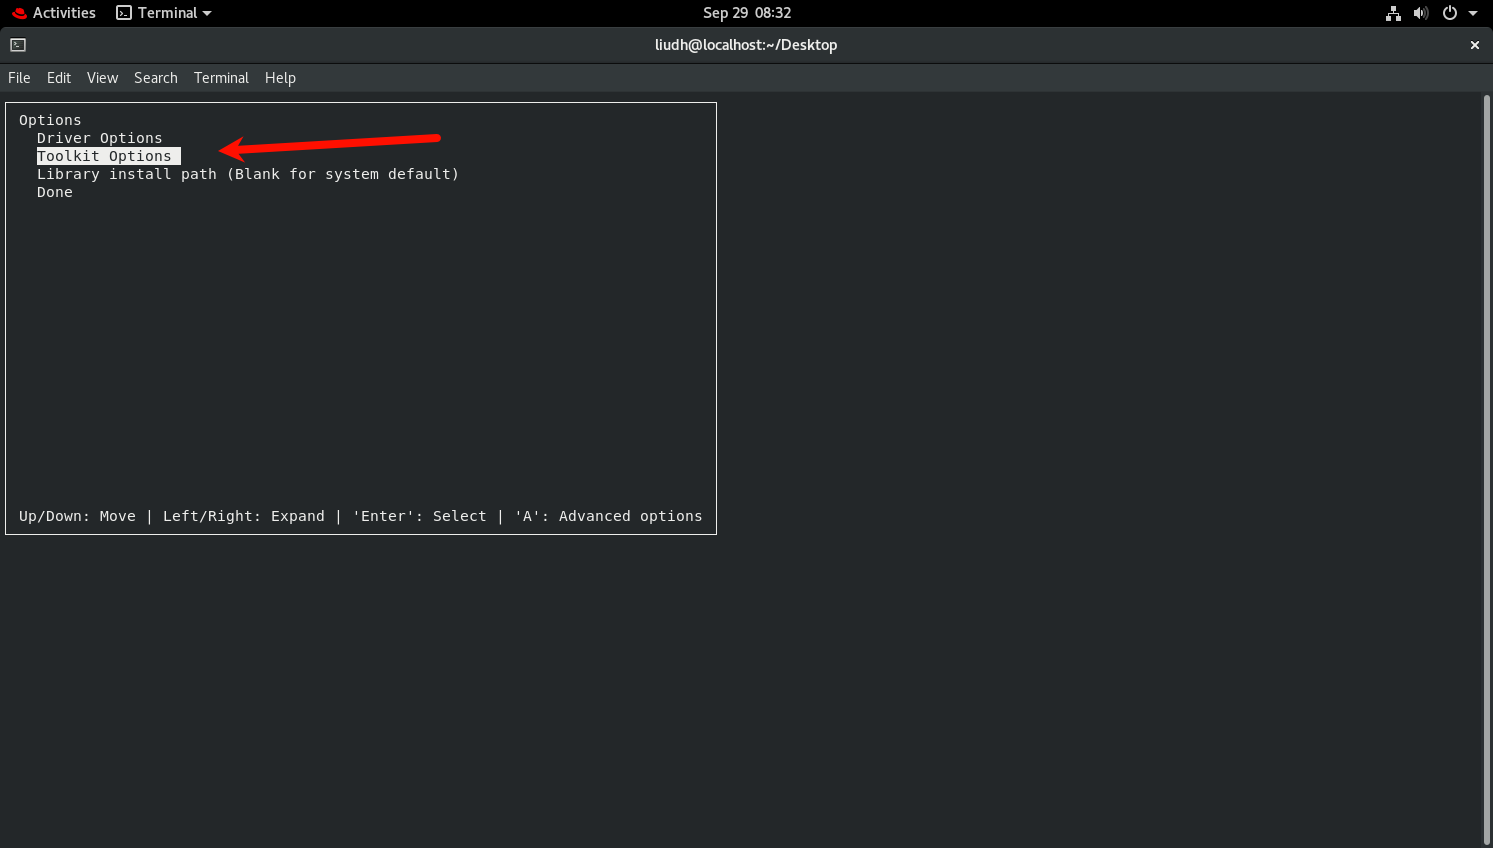 Activities Terminal Sep 29 08:32
liudh@localhost:~/Desktop
File Edit View Search Terminal Help
Options
Driver Options
Toolkit Options
Library install path (Blank for system default)
Done
Up/Down: Move | Left/Right: Expand | 'Enter': Select | 'A': Advanced options